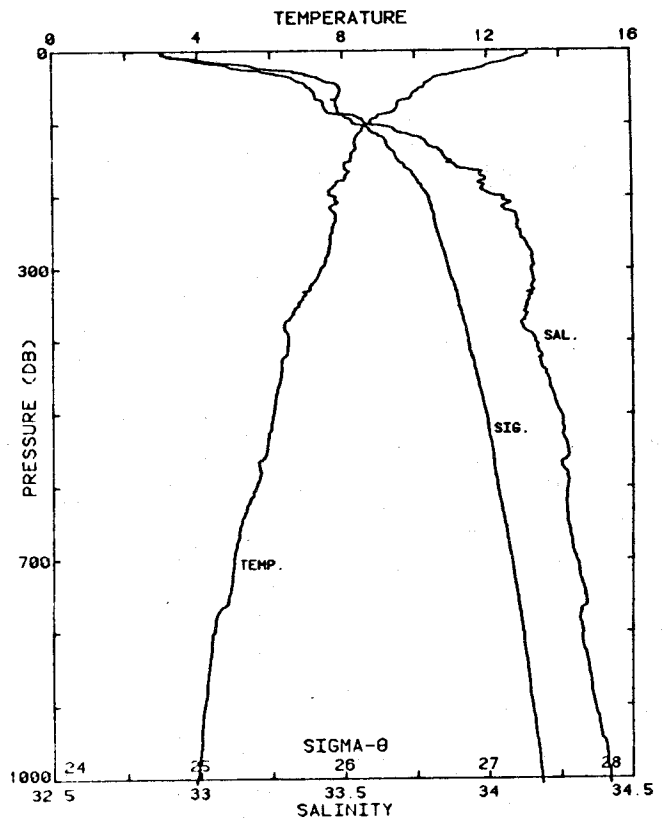 TEMPERATURE
0 4 8 12 16
0
300
SAL.
PRESSURE (DB)
SIG.
700
TEMP.
SIGMA-θ
24 25 26 27 28
1000
32 5 33 33.5 34 34.5
SALINITY